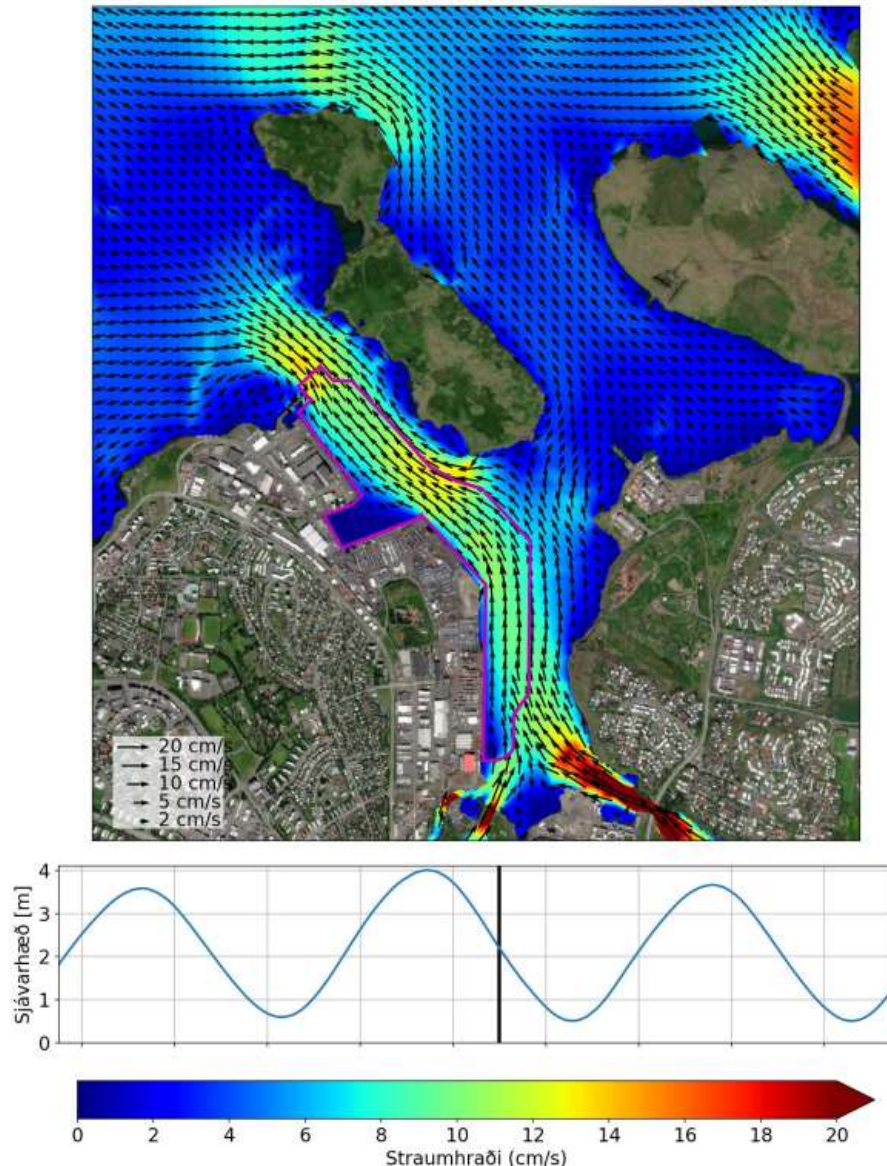 20 cm/s
15 cm/s
10 cm/s
5 cm/s
2 cm/s
Sjávarhæð [m]
4
3
2
1
0
0 2 4 6 8 10 12 14 16 18 20
Straumhraði (cm/s)